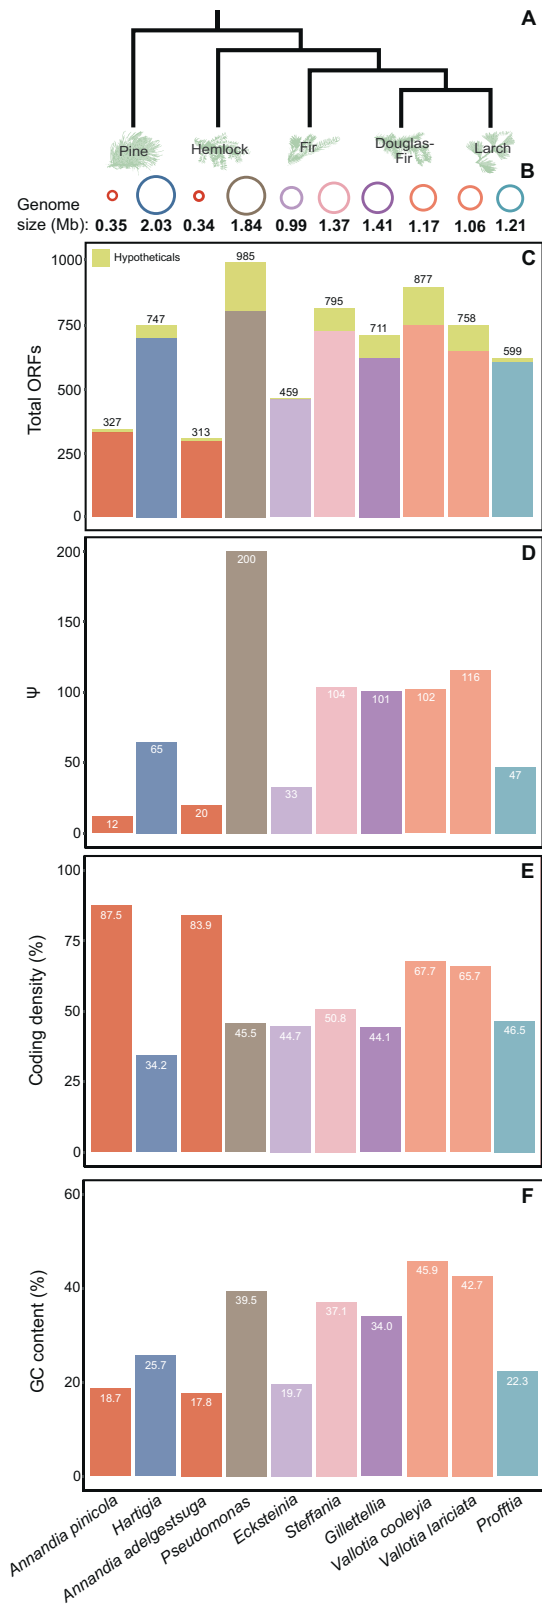 A
Pine
Hemlock
Fir
Douglas-
Fir
Larch
B
Genome
size (Mb): 0.35 2.03 0.34 1.84 0.99 1.37 1.41 1.17 1.06 1.21
C
Hypotheticals
Total ORFs
1000
750
500
250
0
327
747
313
985
459
795
711
877
758
599
D
Ψ
200
150
100
50
0
12
65
20
200
33
104
101
102
116
47
E
Coding density (%)
100
75
50
25
0
87.5
34.2
83.9
45.5
44.7
50.8
44.1
67.7
65.7
46.5
F
GC content (%)
60
40
20
0
18.7
25.7
17.8
39.5
19.7
37.1
34.0
45.9
42.7
22.3
Annandia pinicola
Hartigia
Annandia adelgestsuga
Pseudomonas
Ecksteinia
Steffania
Gillettellia
Vallotia cooleyia
Vallotia lariciata
Profftia